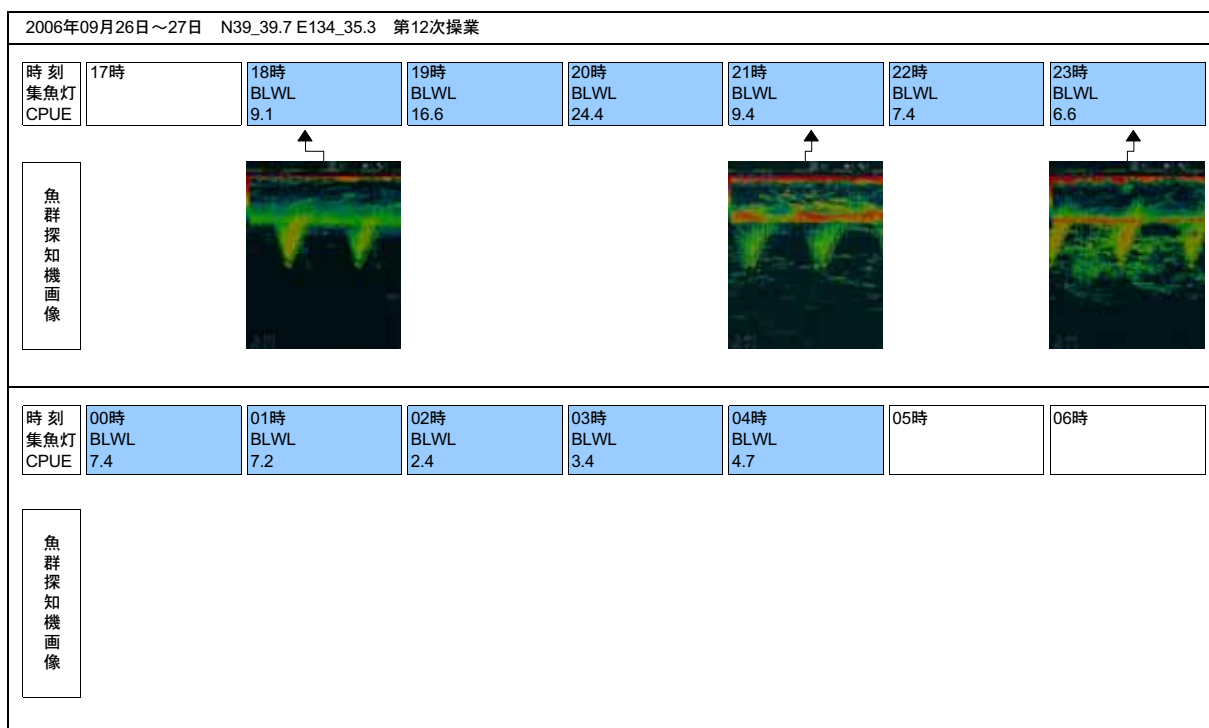 2006年09月26日～27日 N39_39.7 E134_35.3 第12次操業
時 刻 17時 18時 19時 20時 21時 22時 23時
集魚灯 BLWL BLWL BLWL BLWL BLWL BLWL
CPUE 9.1 16.6 24.4 9.4 7.4 6.6
魚群探知機画像
時 刻 00時 01時 02時 03時 04時 05時 06時
集魚灯 BLWL BLWL BLWL BLWL BLWL
CPUE 7.4 7.2 2.4 3.4 4.7
魚群探知機画像